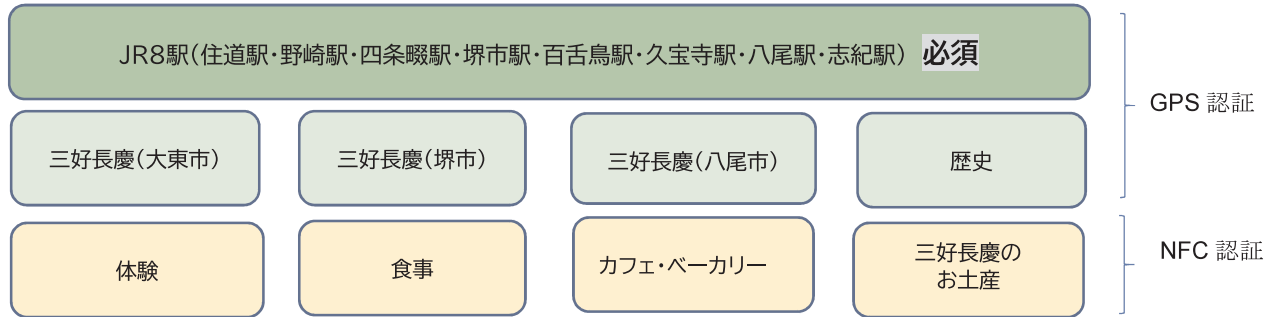 JR8駅(住道駅・野崎駅・四条畷駅・堺市駅・百舌鳥駅・久宝寺駅・八尾駅・志紀駅) 必須
GPS 認証
三好長慶(大東市)
三好長慶(堺市)
三好長慶(八尾市)
歴史
体験
食事
カフェ・ベーカリー
三好長慶の
お土産
NFC 認証